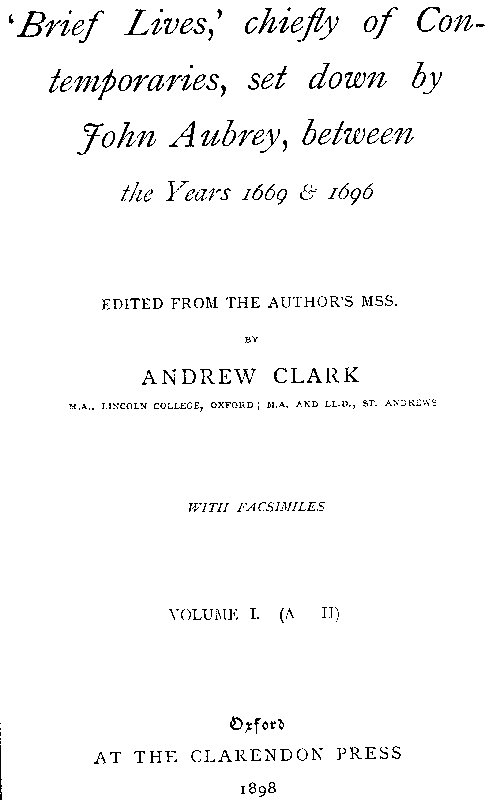 ‘Brief Lives,’ chiefly of Con-
temporaries, set down by
John Aubrey, between
the Years 1669 & 1696
EDITED FROM THE AUTHOR'S MSS.
BY
ANDREW CLARK
M.A., LINCOLN COLLEGE, OXFORD; M.A. AND LL.D., ST. ANDREWS
WITH FACSIMILES
VOLUME I. (A H)
Oxford
AT THE CLARENDON PRESS
1898